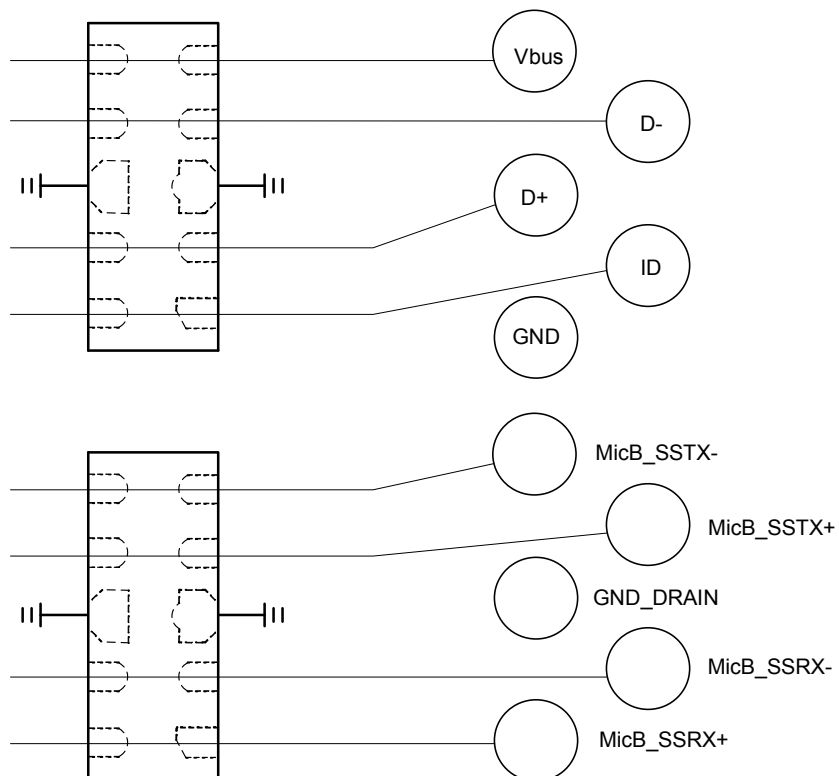 Vbus
D-
D+
ID
GND
MicB_SSTX-
MicB_SSTX+
GND_DRAIN
MicB_SSRX-
MicB_SSRX+